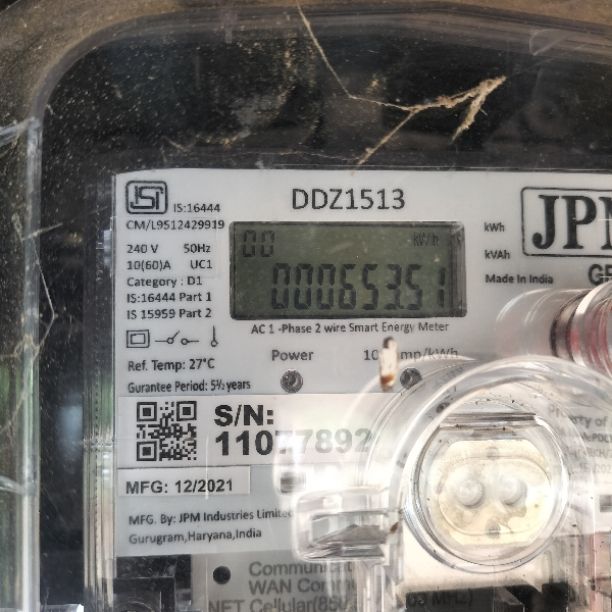 ISI IS:16444
CM/L9512429919
DDZ1513
240 V 50Hz
10(60)A UC1
Category : D1
IS:16444 Part 1
IS 15959 Part 2
00 kWh
00065351
kWh
kVAh
Made In India
AC 1 -Phase 2 wire Smart Energy Meter
Ref. Temp: 27°C
Gurantee Period: 5½ years
Power
S/N:
11077892
MFG: 12/2021
MFG. By: JPM Industries Limited
Gurugram,Haryana,India
WAN